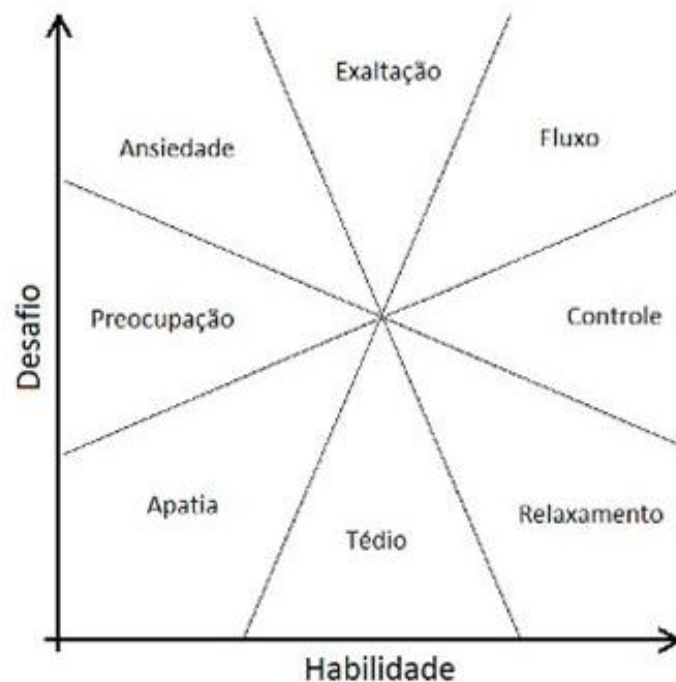 Exaltação
Ansiedade
Fluxo
Desafio
Preocupação
Controle
Apatia
Tédio
Relaxamento
Habilidade